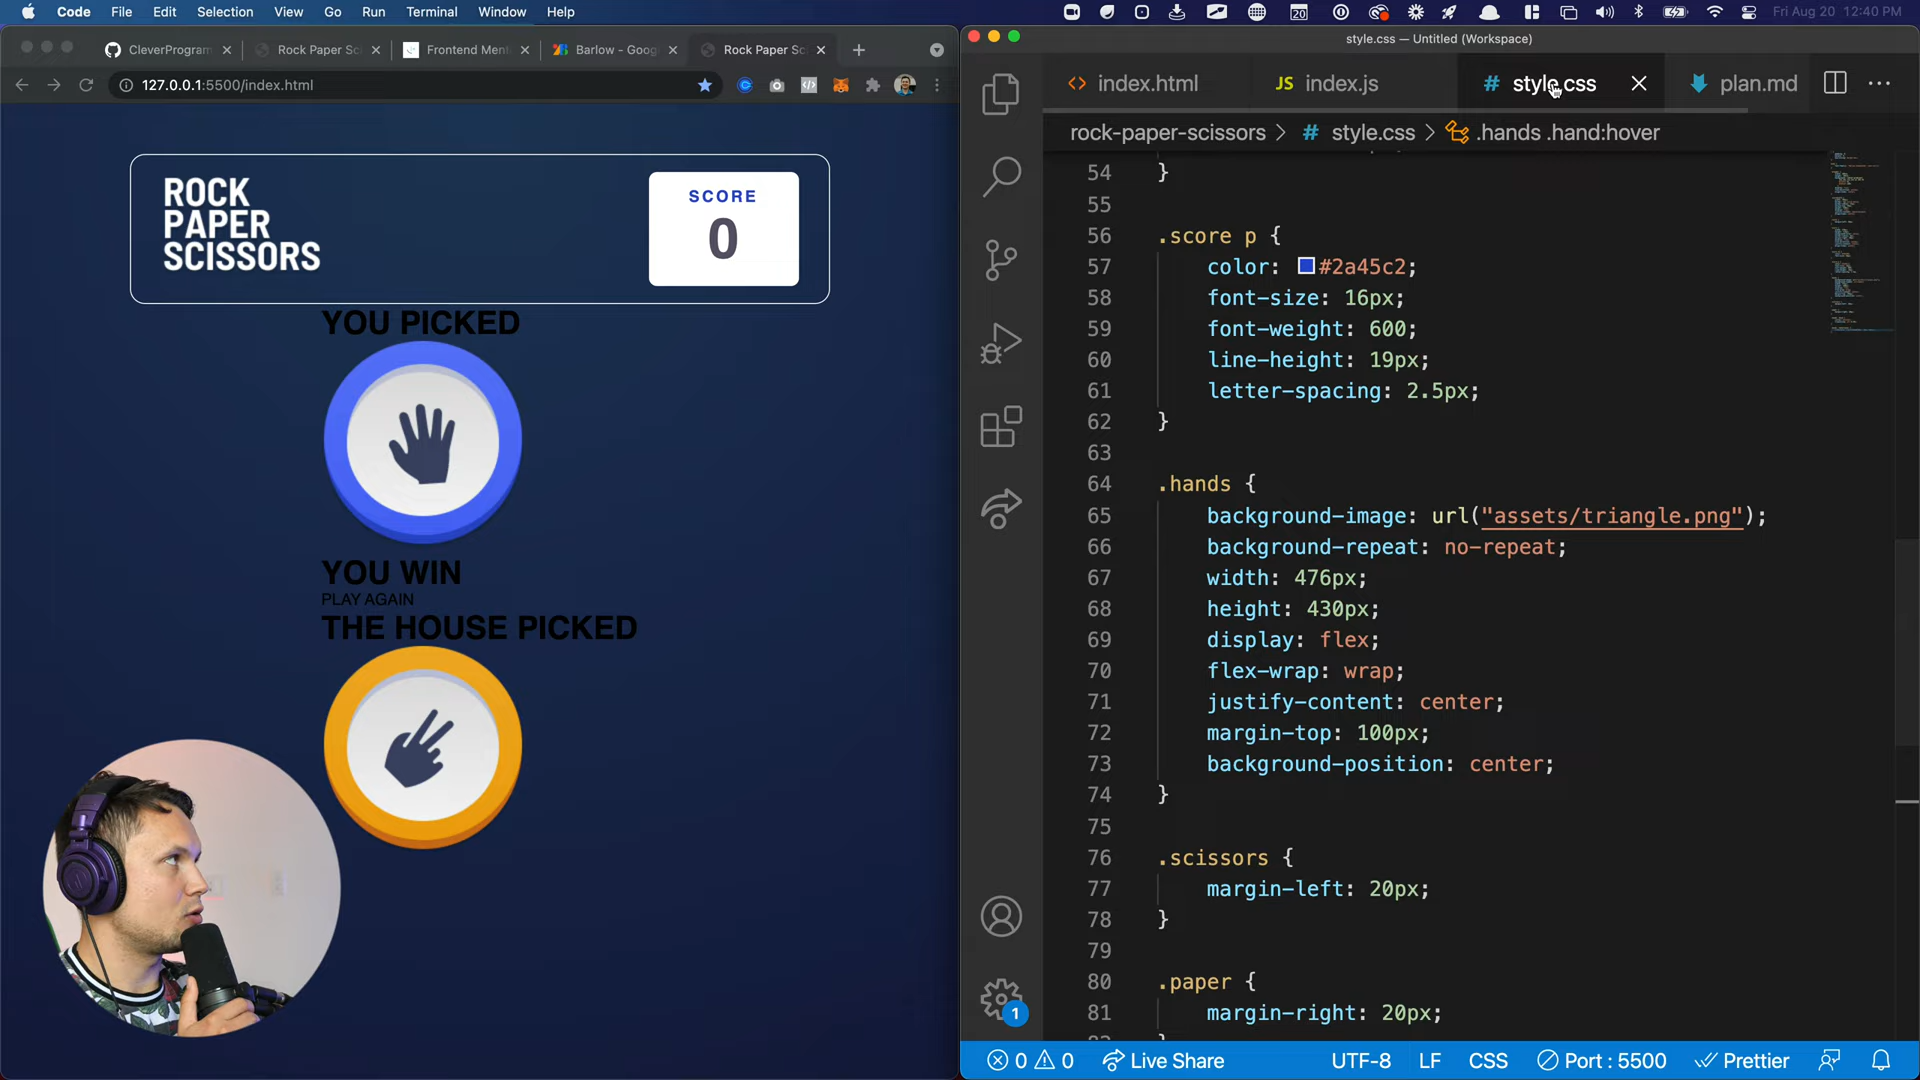 Code File Edit Selection View Go Run Terminal Window Help
20
Fri Aug 20 12:40 PM
CleverProgram
Rock Paper Sc
Frontend Ment
Barlow - Goog
Rock Paper Sc
127.0.0.1:5500/index.html
ROCK
PAPER
SCISSORS
SCORE
0
YOU PICKED
YOU WIN
PLAY AGAIN
THE HOUSE PICKED
style.css — Untitled (Workspace)
<> index.html
JS index.js
# style.css
plan.md
rock-paper-scissors > # style.css > .hands .hand:hover
54 }
55
56 .score p {
57 color: #2a45c2;
58 font-size: 16px;
59 font-weight: 600;
60 line-height: 19px;
61 letter-spacing: 2.5px;
62 }
63
64 .hands {
65 background-image: url("assets/triangle.png");
66 background-repeat: no-repeat;
67 width: 476px;
68 height: 430px;
69 display: flex;
70 flex-wrap: wrap;
71 justify-content: center;
72 margin-top: 100px;
73 background-position: center;
74 }
75
76 .scissors {
77 margin-left: 20px;
78 }
79
80 .paper {
81 margin-right: 20px;
1
0 0 Live Share UTF-8 LF CSS Port : 5500 Prettier